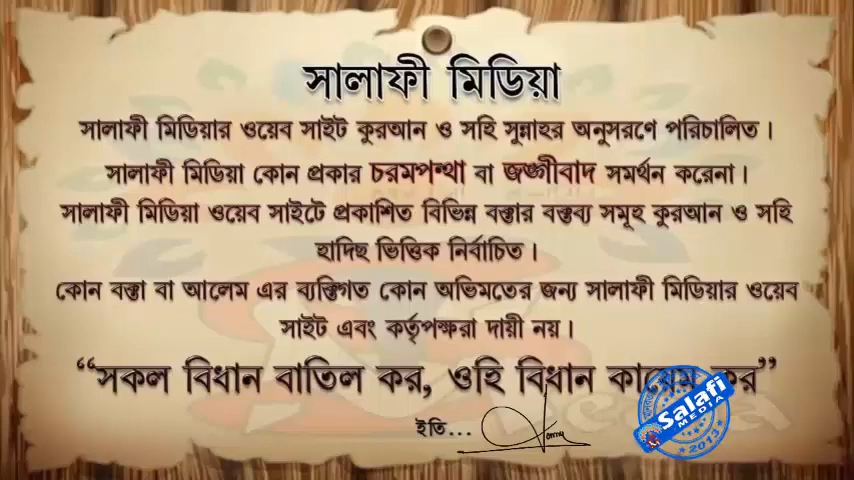 সালাফী মিডিয়া
সালাফী মিডিয়ার ওয়েব সাইট কুরআন ও সহি সুন্নাহর অনুসরণে পরিচালিত।
সালাফী মিডিয়া কোন প্রকার চরমপন্থা বা জঙ্গীবাদ সমর্থন করেনা।
সালাফী মিডিয়া ওয়েব সাইটে প্রকাশিত বিভিন্ন বক্তার বক্তব্য সমূহ কুরআন ও সহি
হাদিছ ভিত্তিক নির্বাচিত।
কোন বক্তা বা আলেম এর ব্যক্তিগত কোন অভিমতের জন্য সালাফী মিডিয়ার ওয়েব
সাইট এবং কর্তৃপক্ষরা দায়ী নয়।
“সকল বিধান বাতিল কর, ওহি বিধান কায়েম কর”
ইতি...
Salafi
MEDIA
2013